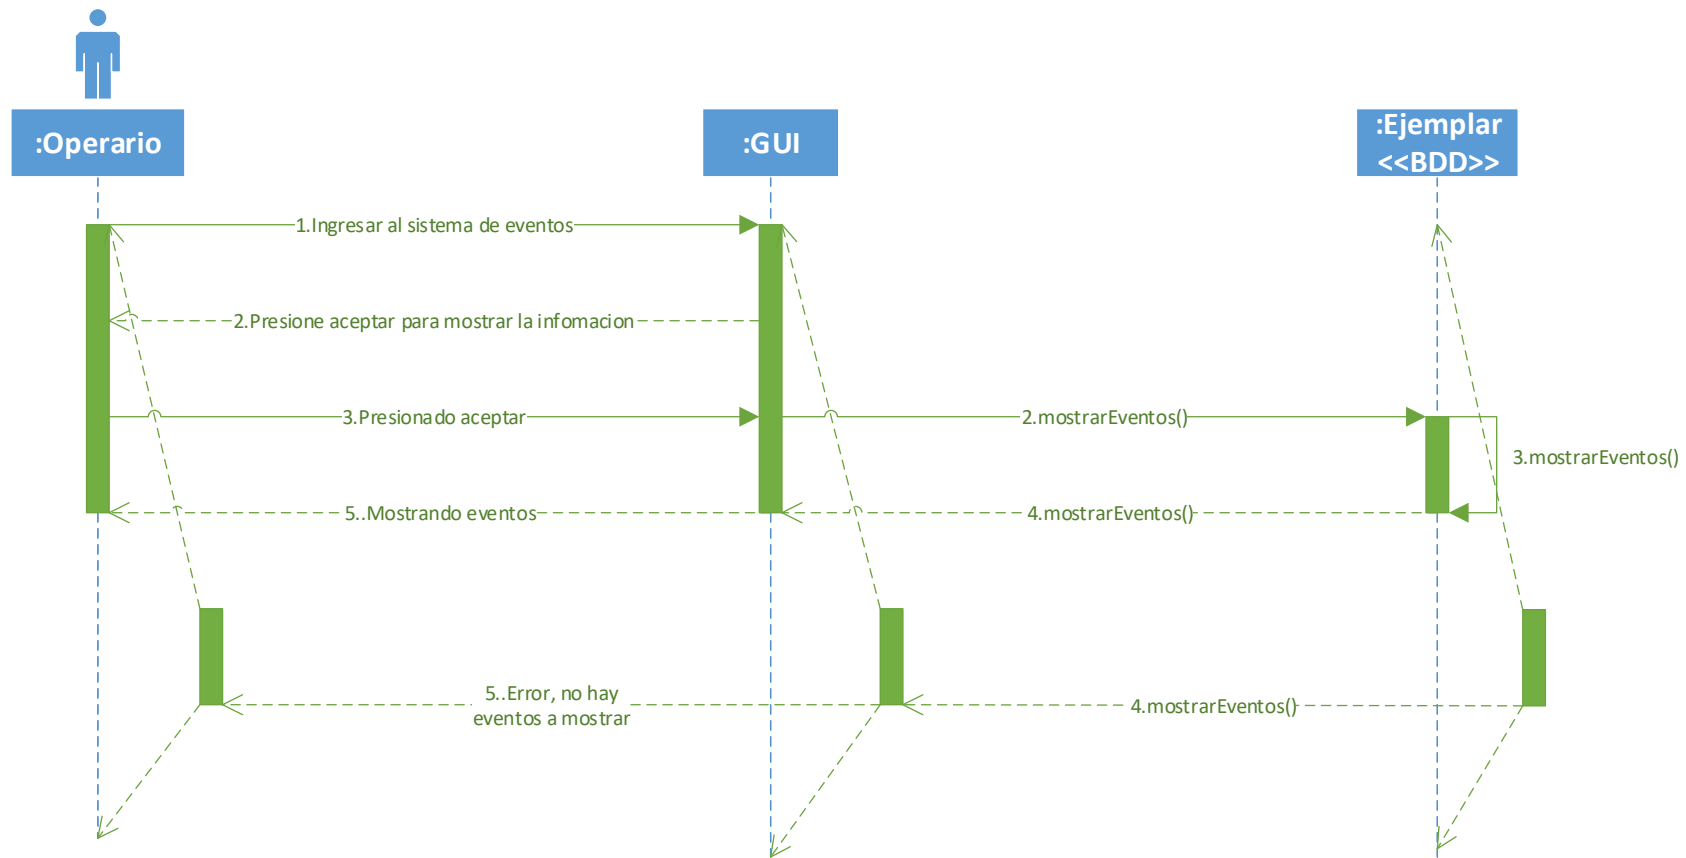 :Operario
:GUI
:Ejemplar
<<BDD>>
1.Ingresar al sistema de eventos
2.Presione aceptar para mostrar la infomacion
3.Presionado aceptar
2.mostrarEventos()
3.mostrarEventos()
5..Mostrando eventos
4.mostrarEventos()
5..Error, no hay
eventos a mostrar
4.mostrarEventos()